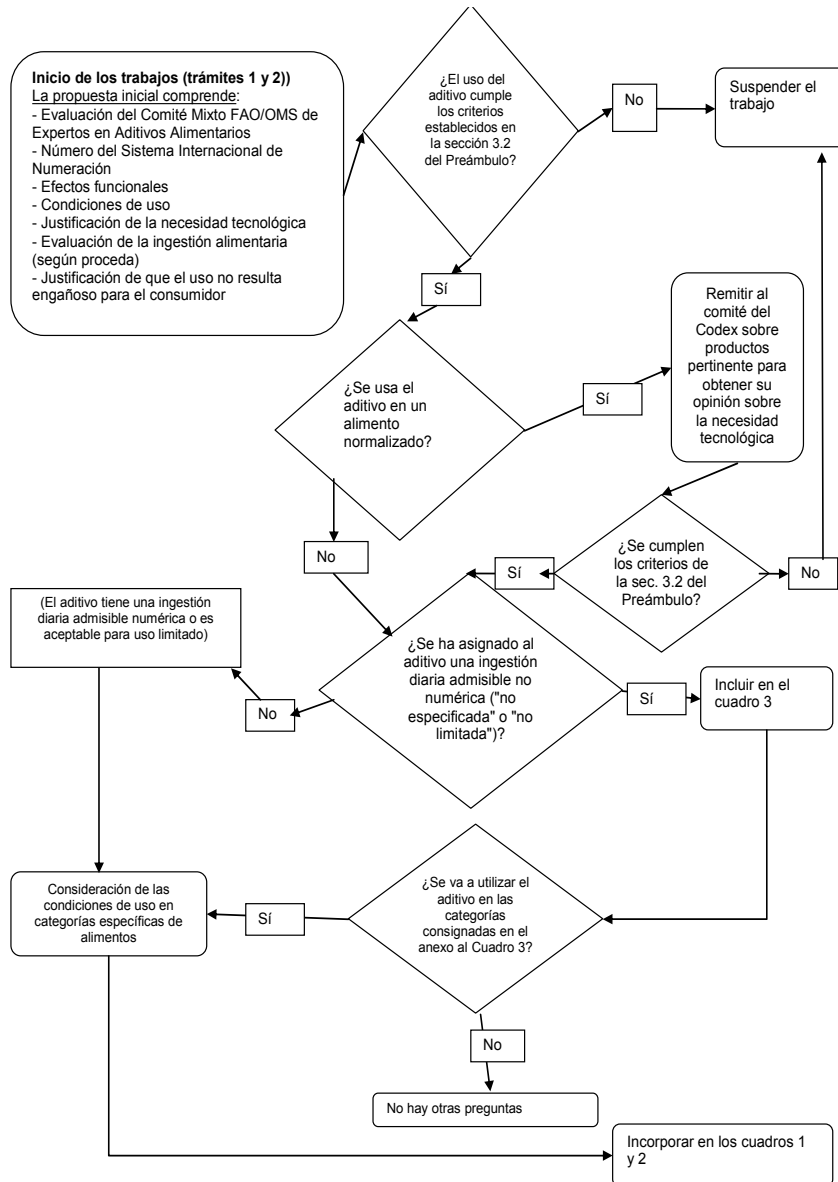 Inicio de los trabajos (trámites 1 y 2))
La propuesta inicial comprende:
- Evaluación del Comité Mixto FAO/OMS de
Expertos en Aditivos Alimentarios
- Número del Sistema Internacional de
Numeración
- Efectos funcionales
- Condiciones de uso
- Justificación de la necesidad tecnológica
- Evaluación de la ingestión alimentaria
(según proceda)
- Justificación de que el uso no resulta
engañoso para el consumidor
¿El uso del
aditivo cumple
los criterios
establecidos en
la sección 3.2
del Preámbulo?
No
Suspender el
trabajo
Sí
¿Se usa el
aditivo en un
alimento
normalizado?
Sí
Remitir al
comité del
Codex sobre
productos
pertinente para
obtener su
opinión sobre
la necesidad
tecnológica
No
¿Se cumplen
los criterios de
la sec. 3.2 del
Preámbulo?
Sí
No
(El aditivo tiene una ingestión
diaria admisible numérica o es
aceptable para uso limitado)
¿Se ha asignado al
aditivo una ingestión
diaria admisible no
numérica ("no
especificada" o "no
limitada")?
No
Sí
Incluir en el
cuadro 3
¿Se va a utilizar el
aditivo en las
categorías
consignadas en el
anexo al Cuadro 3?
Sí
Consideración de las
condiciones de uso en
categorías específicas de
alimentos
No
No hay otras preguntas
Incorporar en los cuadros 1
y 2